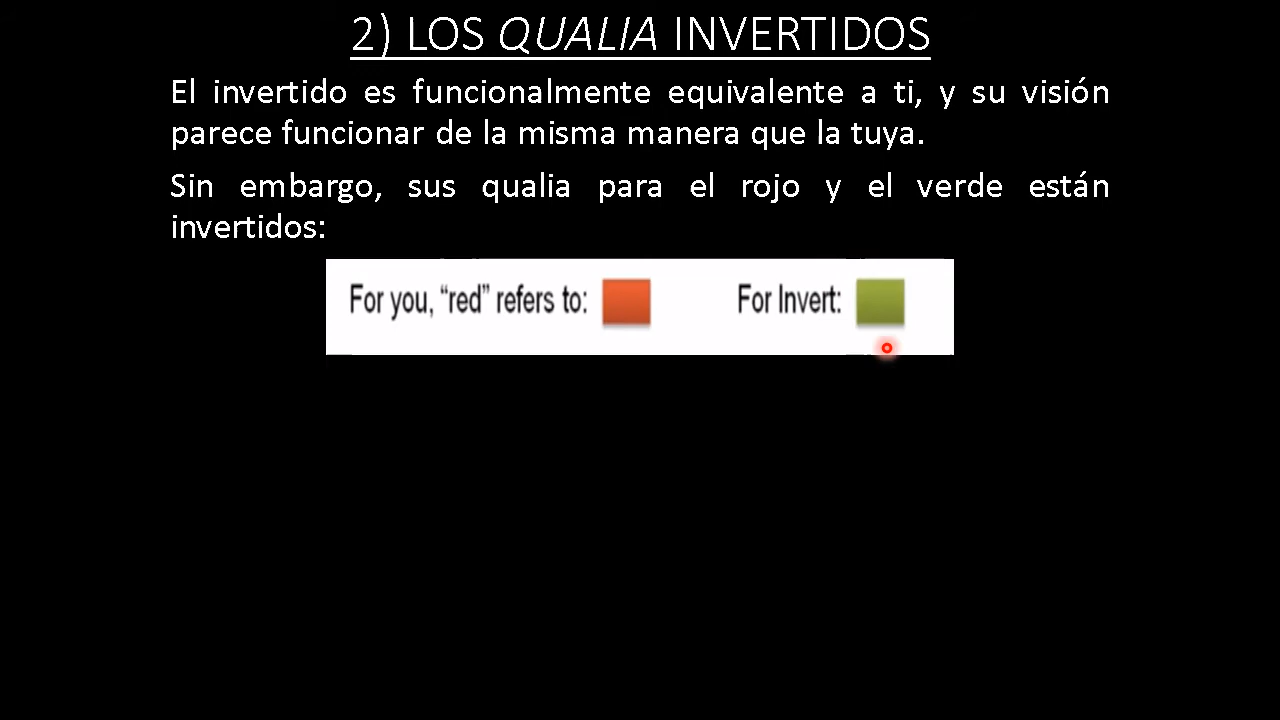 2) LOS QUALIA INVERTIDOS
El invertido es funcionalmente equivalente a ti, y su visión
parece funcionar de la misma manera que la tuya.
Sin embargo, sus qualia para el rojo y el verde están
invertidos:
For you, “red” refers to: For Invert: